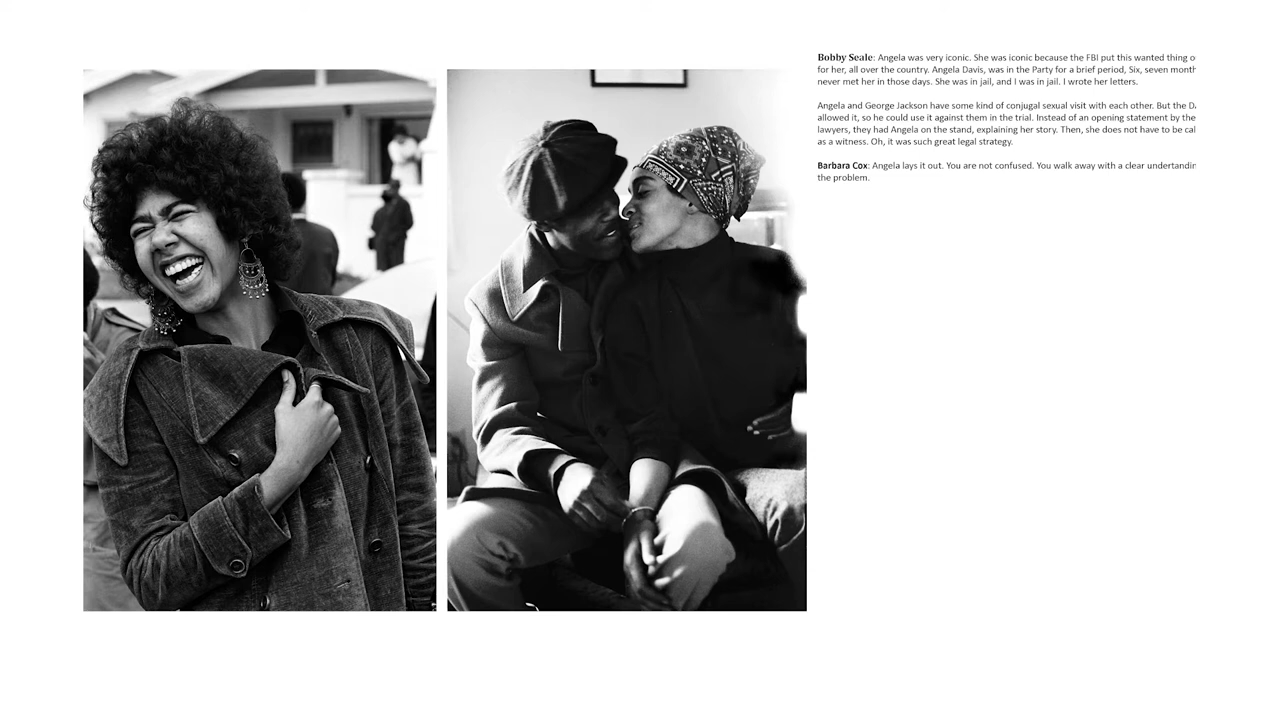 Bobby Seale: Angela was very iconic. She was iconic because the FBI put this wanted thing o
for her, all over the country. Angela Davis, was in the Party for a brief period, Six, seven month
never met her in those days. She was in jail, and I was in jail. I wrote her letters.
Angela and George Jackson have some kind of conjugal sexual visit with each other. But the D
allowed it, so he could use it against them in the trial. Instead of an opening statement by the
lawyers, they had Angela on the stand, explaining her story. Then, she does not have to be cal
as a witness. Oh, it was such great legal strategy.
Barbara Cox: Angela lays it out. You are not confused. You walk away with a clear undertandin
the problem.